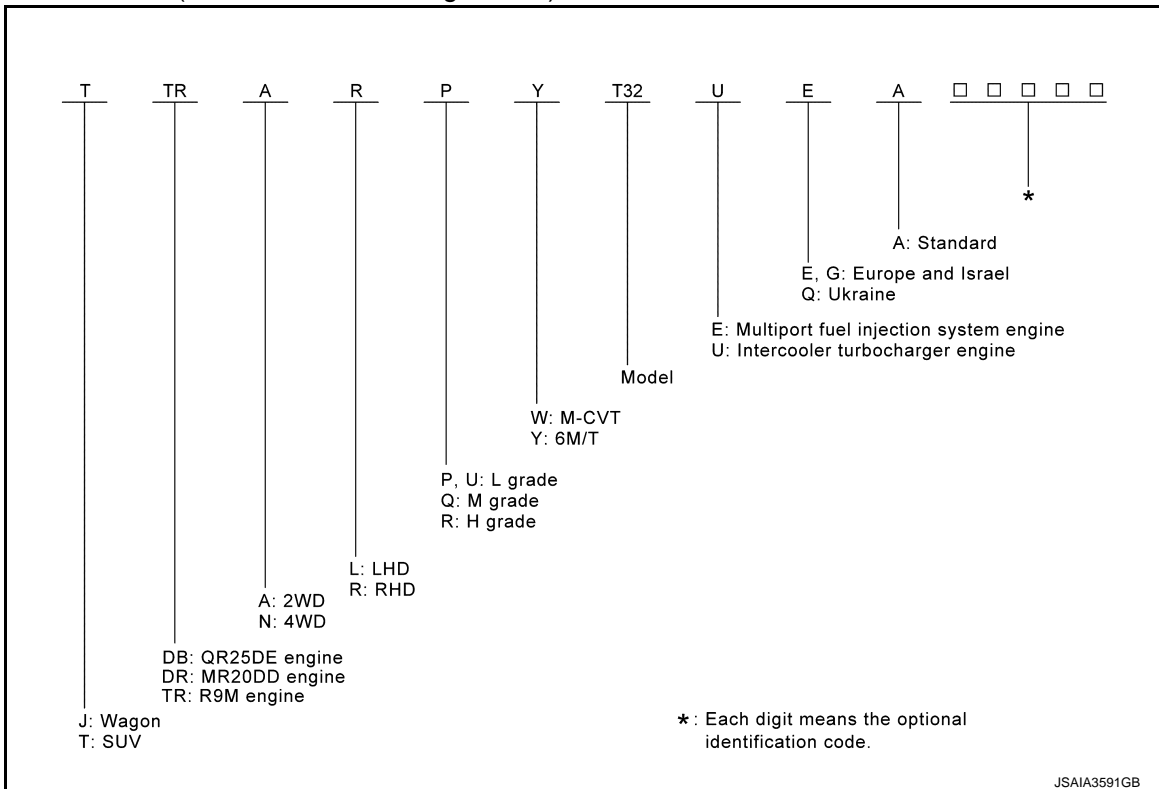 T TR A R P Y T32 U E A □ □ □ □ □
*
A: Standard
E, G: Europe and Israel
Q: Ukraine
E: Multiport fuel injection system engine
U: Intercooler turbocharger engine
Model
W: M-CVT
Y: 6M/T
P, U: L grade
Q: M grade
R: H grade
L: LHD
R: RHD
A: 2WD
N: 4WD
DB: QR25DE engine
DR: MR20DD engine
TR: R9M engine
J: Wagon
T: SUV
* : Each digit means the optional
identification code.
JSAIA3591GB